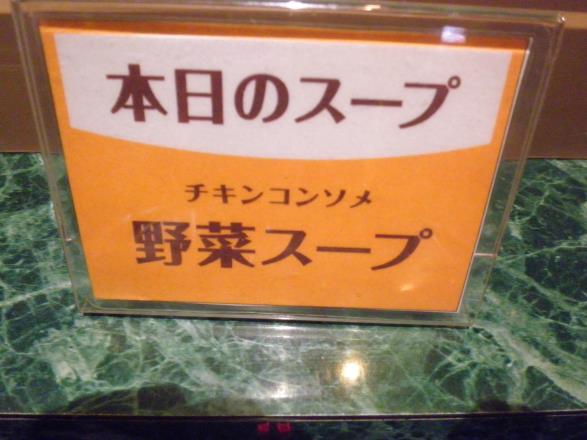 本日のスープ
チキンコンソメ
野菜スープ